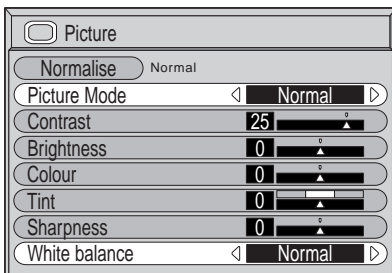 Picture
Normalise Normal
Picture Mode Normal
Contrast 25
Brightness 0
Colour 0
Tint 0
Sharpness 0
White balance Normal